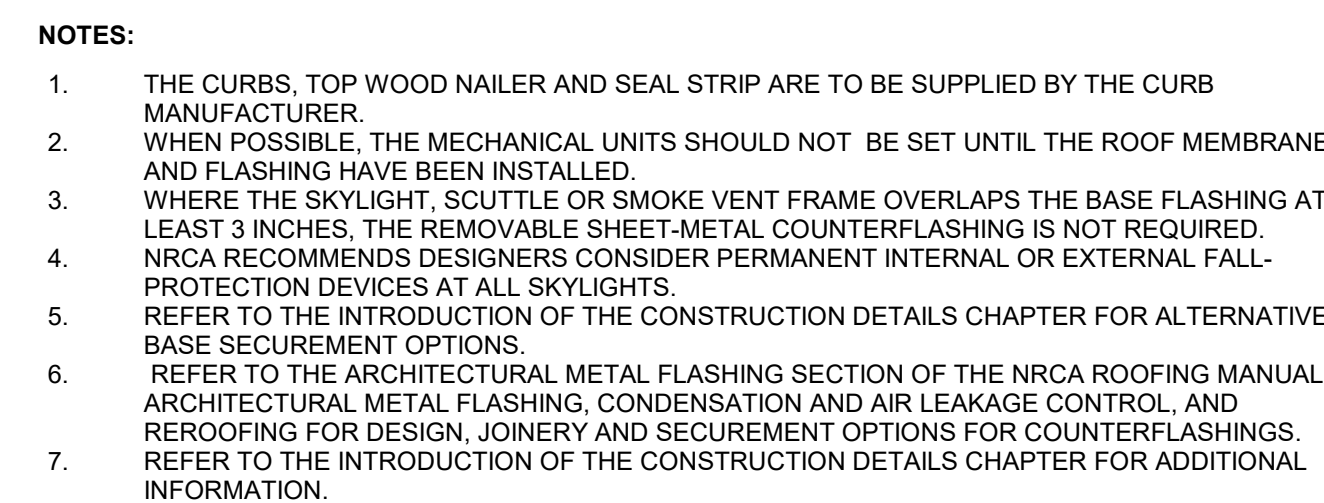 NOTES:
1. THE CURBS, TOP WOOD NAILER AND SEAL STRIP ARE TO BE SUPPLIED BY THE CURB
MANUFACTURER.
2. WHEN POSSIBLE, THE MECHANICAL UNITS SHOULD NOT BE SET UNTIL THE ROOF MEMBRANE
AND FLASHING HAVE BEEN INSTALLED.
3. WHERE THE SKYLIGHT, SCUTTLE OR SMOKE VENT FRAME OVERLAPS THE BASE FLASHING AT
LEAST 3 INCHES, THE REMOVABLE SHEET-METAL COUNTERFLASHING IS NOT REQUIRED.
4. NRCA RECOMMENDS DESIGNERS CONSIDER PERMANENT INTERNAL OR EXTERNAL FALL-
PROTECTION DEVICES AT ALL SKYLIGHTS.
5. REFER TO THE INTRODUCTION OF THE CONSTRUCTION DETAILS CHAPTER FOR ALTERNATIVE
BASE SECUREMENT OPTIONS.
6. REFER TO THE ARCHITECTURAL METAL FLASHING SECTION OF THE NRCA ROOFING MANUAL
ARCHITECTURAL METAL FLASHING, CONDENSATION AND AIR LEAKAGE CONTROL, AND
REROOFING FOR DESIGN, JOINERY AND SECUREMENT OPTIONS FOR COUNTERFLASHINGS.
7. REFER TO THE INTRODUCTION OF THE CONSTRUCTION DETAILS CHAPTER FOR ADDITIONAL
INFORMATION.